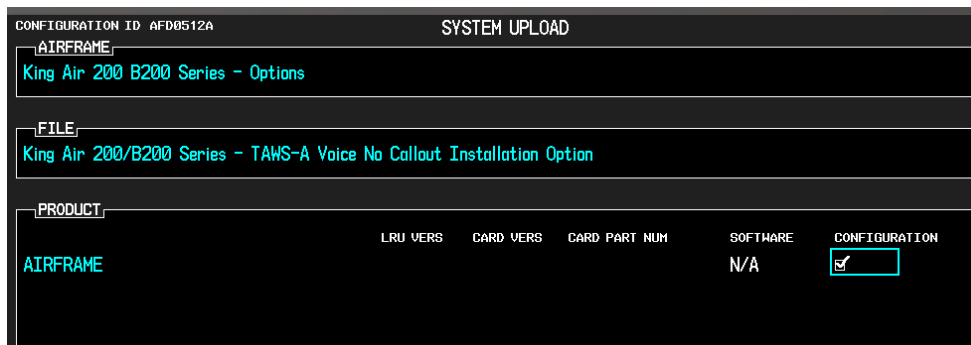 CONFIGURATION ID AFD0512A SYSTEM UPLOAD
AIRFRAME
King Air 200 B200 Series - Options
FILE
King Air 200/B200 Series - TAWS-A Voice No Callout Installation Option
PRODUCT
LRU VERS CARD VERS CARD PART NUM SOFTWARE CONFIGURATION
AIRFRAME N/A